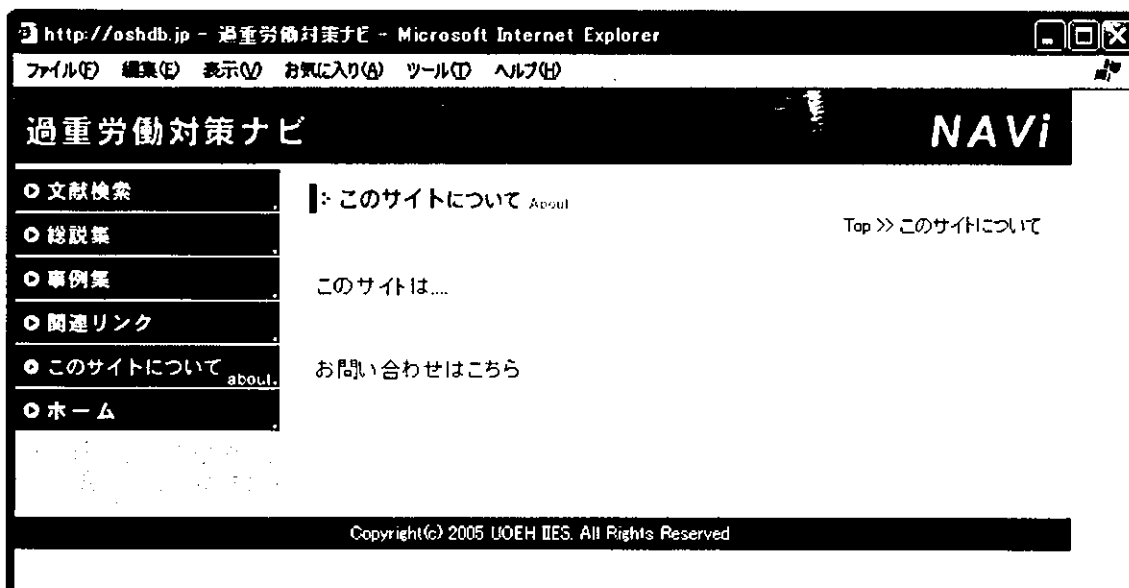 http://oshdb.jp - 過重労働対策ナビ - Microsoft Internet Explorer
ファイル(F) 編集(E) 表示(V) お気に入り(A) ツール(T) ヘルプ(H)
過重労働対策ナビ
NAVi
文献検索
総説集
事例集
関連リンク
このサイトについて about
ホーム
このサイトについて About
Top >> このサイトについて
このサイトは....
お問い合わせはこちら
Copyright(c) 2005 UOEH IIES. All Rights Reserved